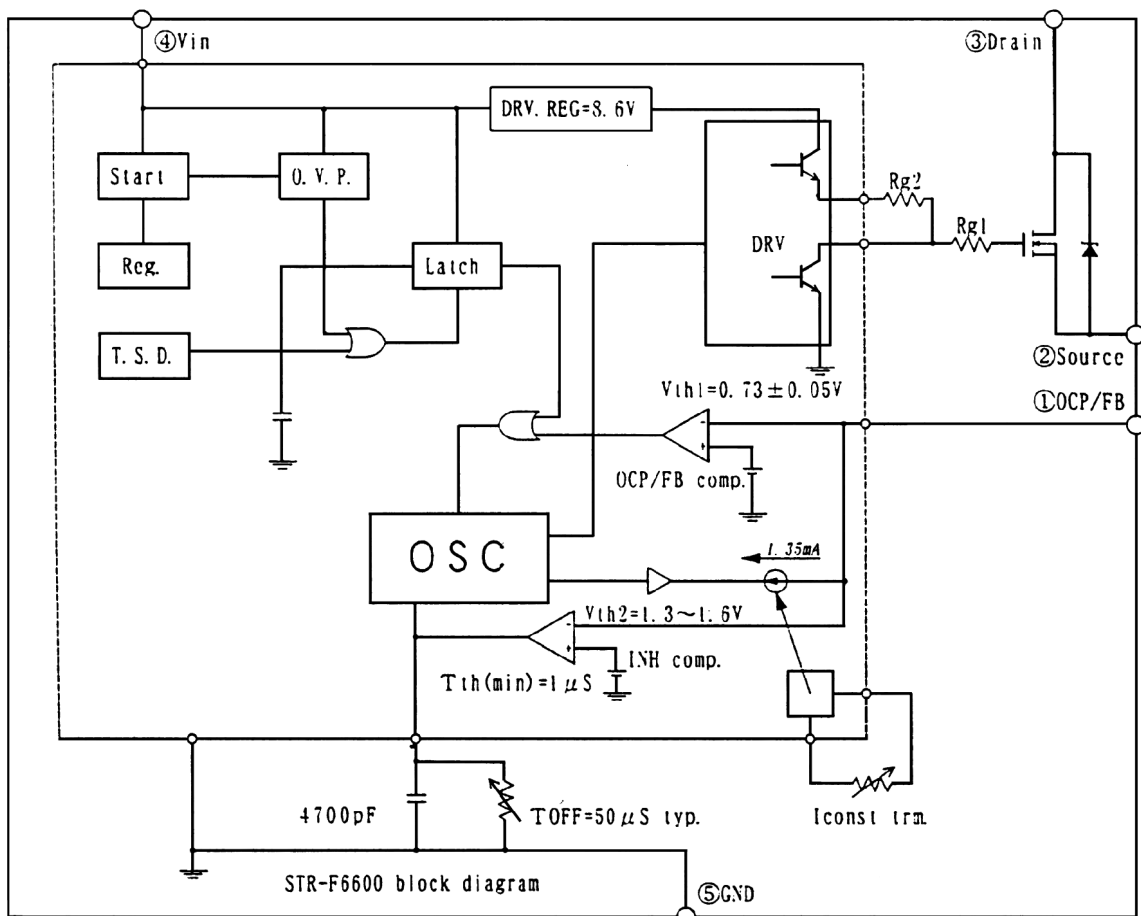 ④Vin
③Drain
DRV. REG=8. 6V
Start
O. V. P.
Rg2
Rg1
DRV
Reg.
Latch
T. S. D.
②Source
Vth1=0. 73±0. 05V
①OCP/FB
-
+
OCP/FB comp.
OSC
1. 35mA
Vth2=1. 3~1. 6V
-
+
INH comp.
Tth(min)=1μS
4700pF
TOFF=50μS typ.
Iconst trm.
STR-F6600 block diagram
⑤GND